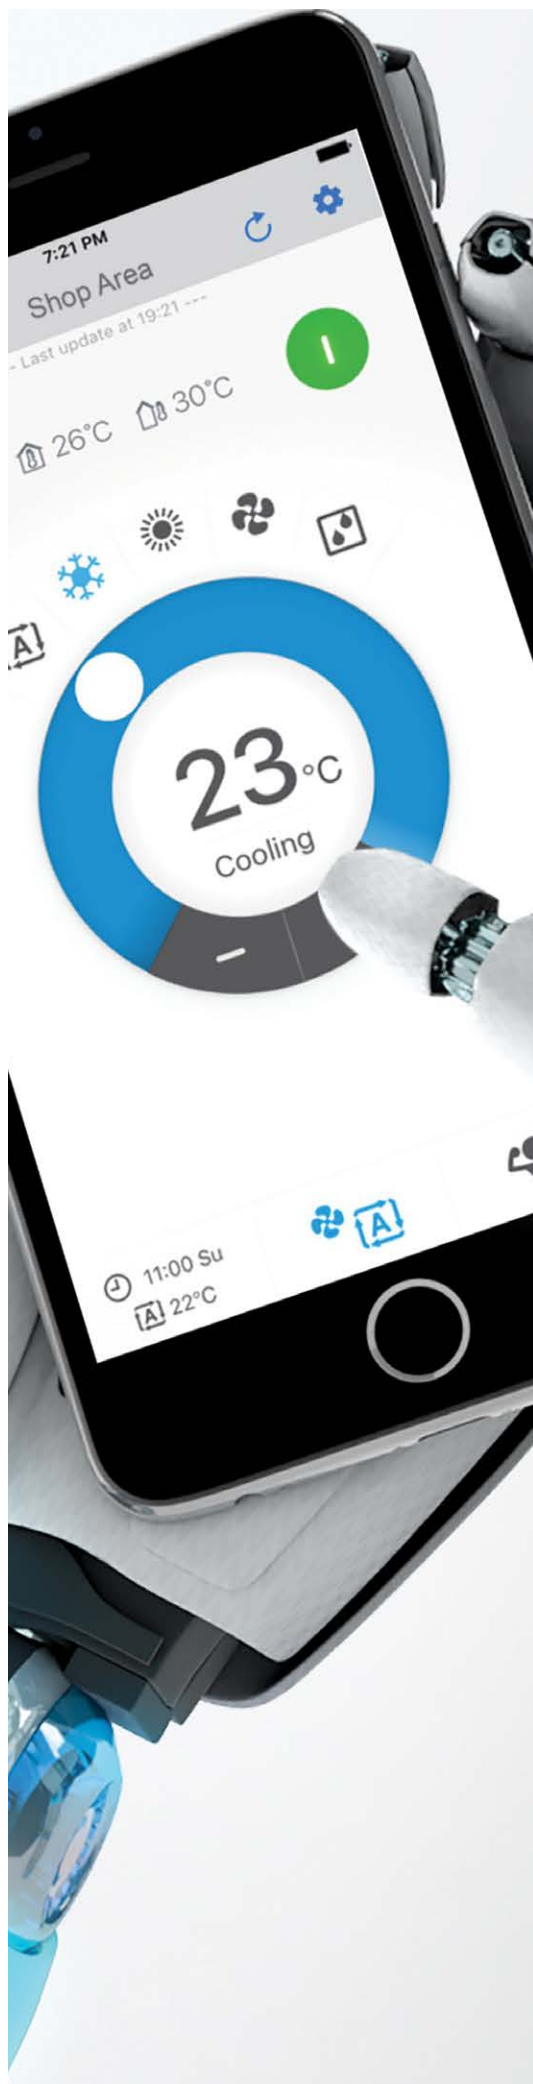 7:21 PM
Shop Area
- Last update at 19:21 ---
26°C 30°C
A
23°C
Cooling
11:00 Su
A
A 22°C